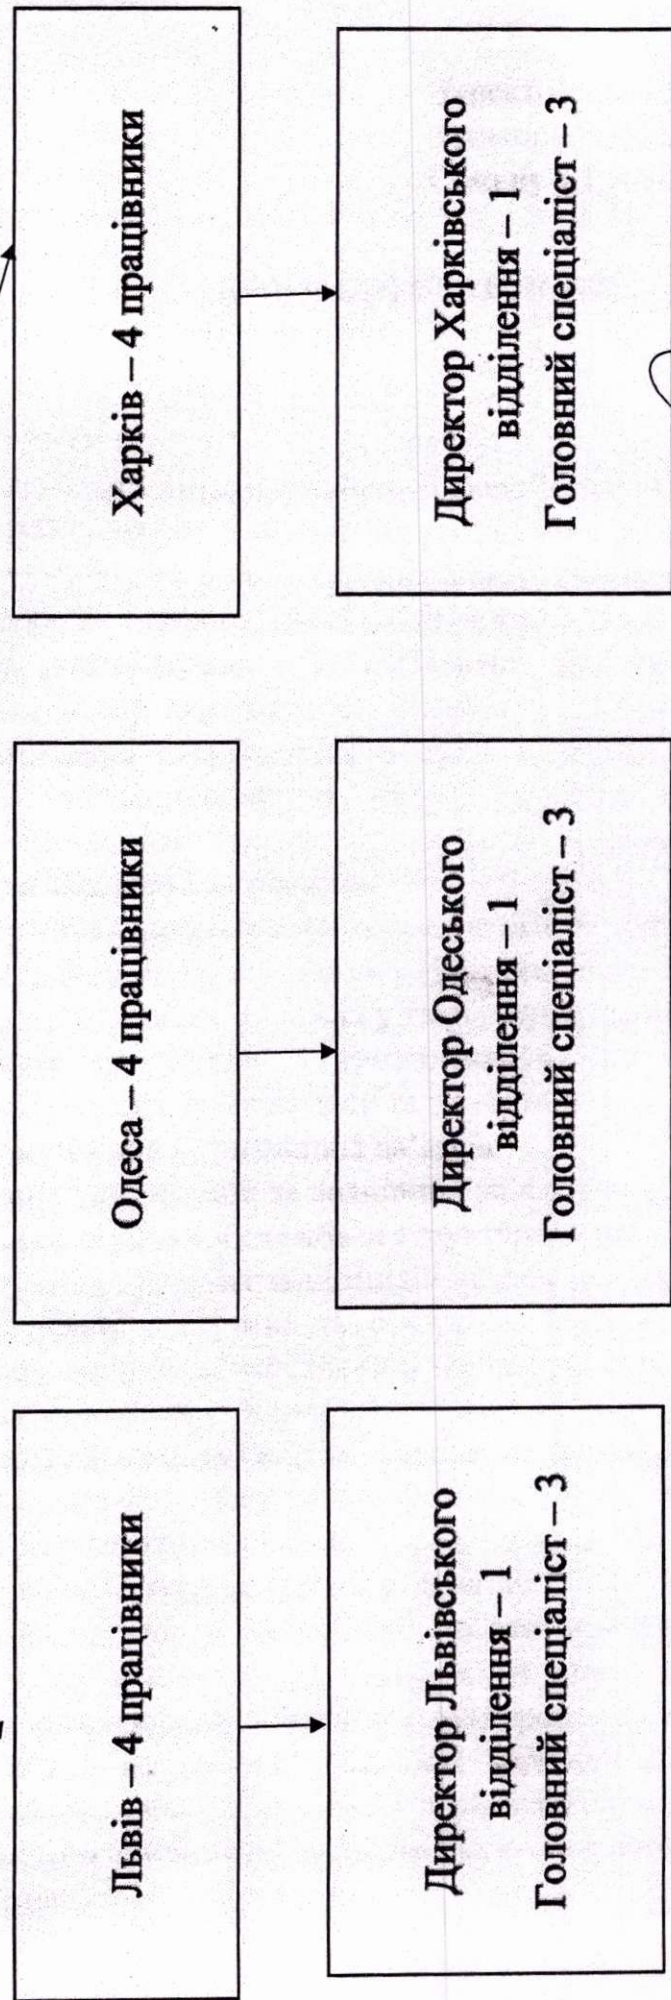 Львів – 4 працівники
Одеса – 4 працівники
Харків – 4 працівники
Директор Львівського
відділення – 1
Головний спеціаліст – 3
Директор Одеського
відділення – 1
Головний спеціаліст – 3
Директор Харківського
відділення – 1
Головний спеціаліст – 3